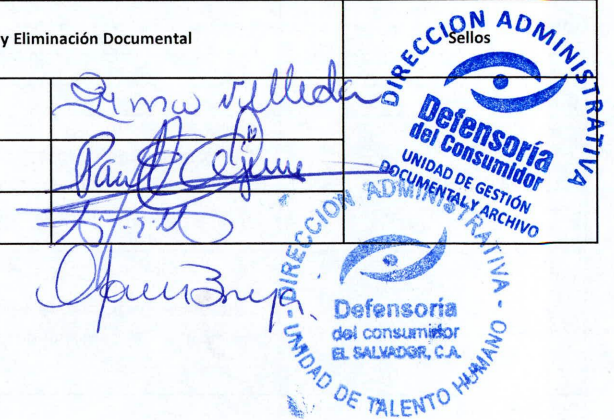 y Eliminación Documental
Sellos
DIRECCION ADMINISTRATIVA
Defensoría
del Consumidor
UNIDAD DE GESTIÓN
DOCUMENTAL Y ARCHIVO
- DIRECCION ADMINISTRATIVA -
Defensoría
del consumidor
EL SALVADOR, C.A.
UNIDAD DE TALENTO HUMANO